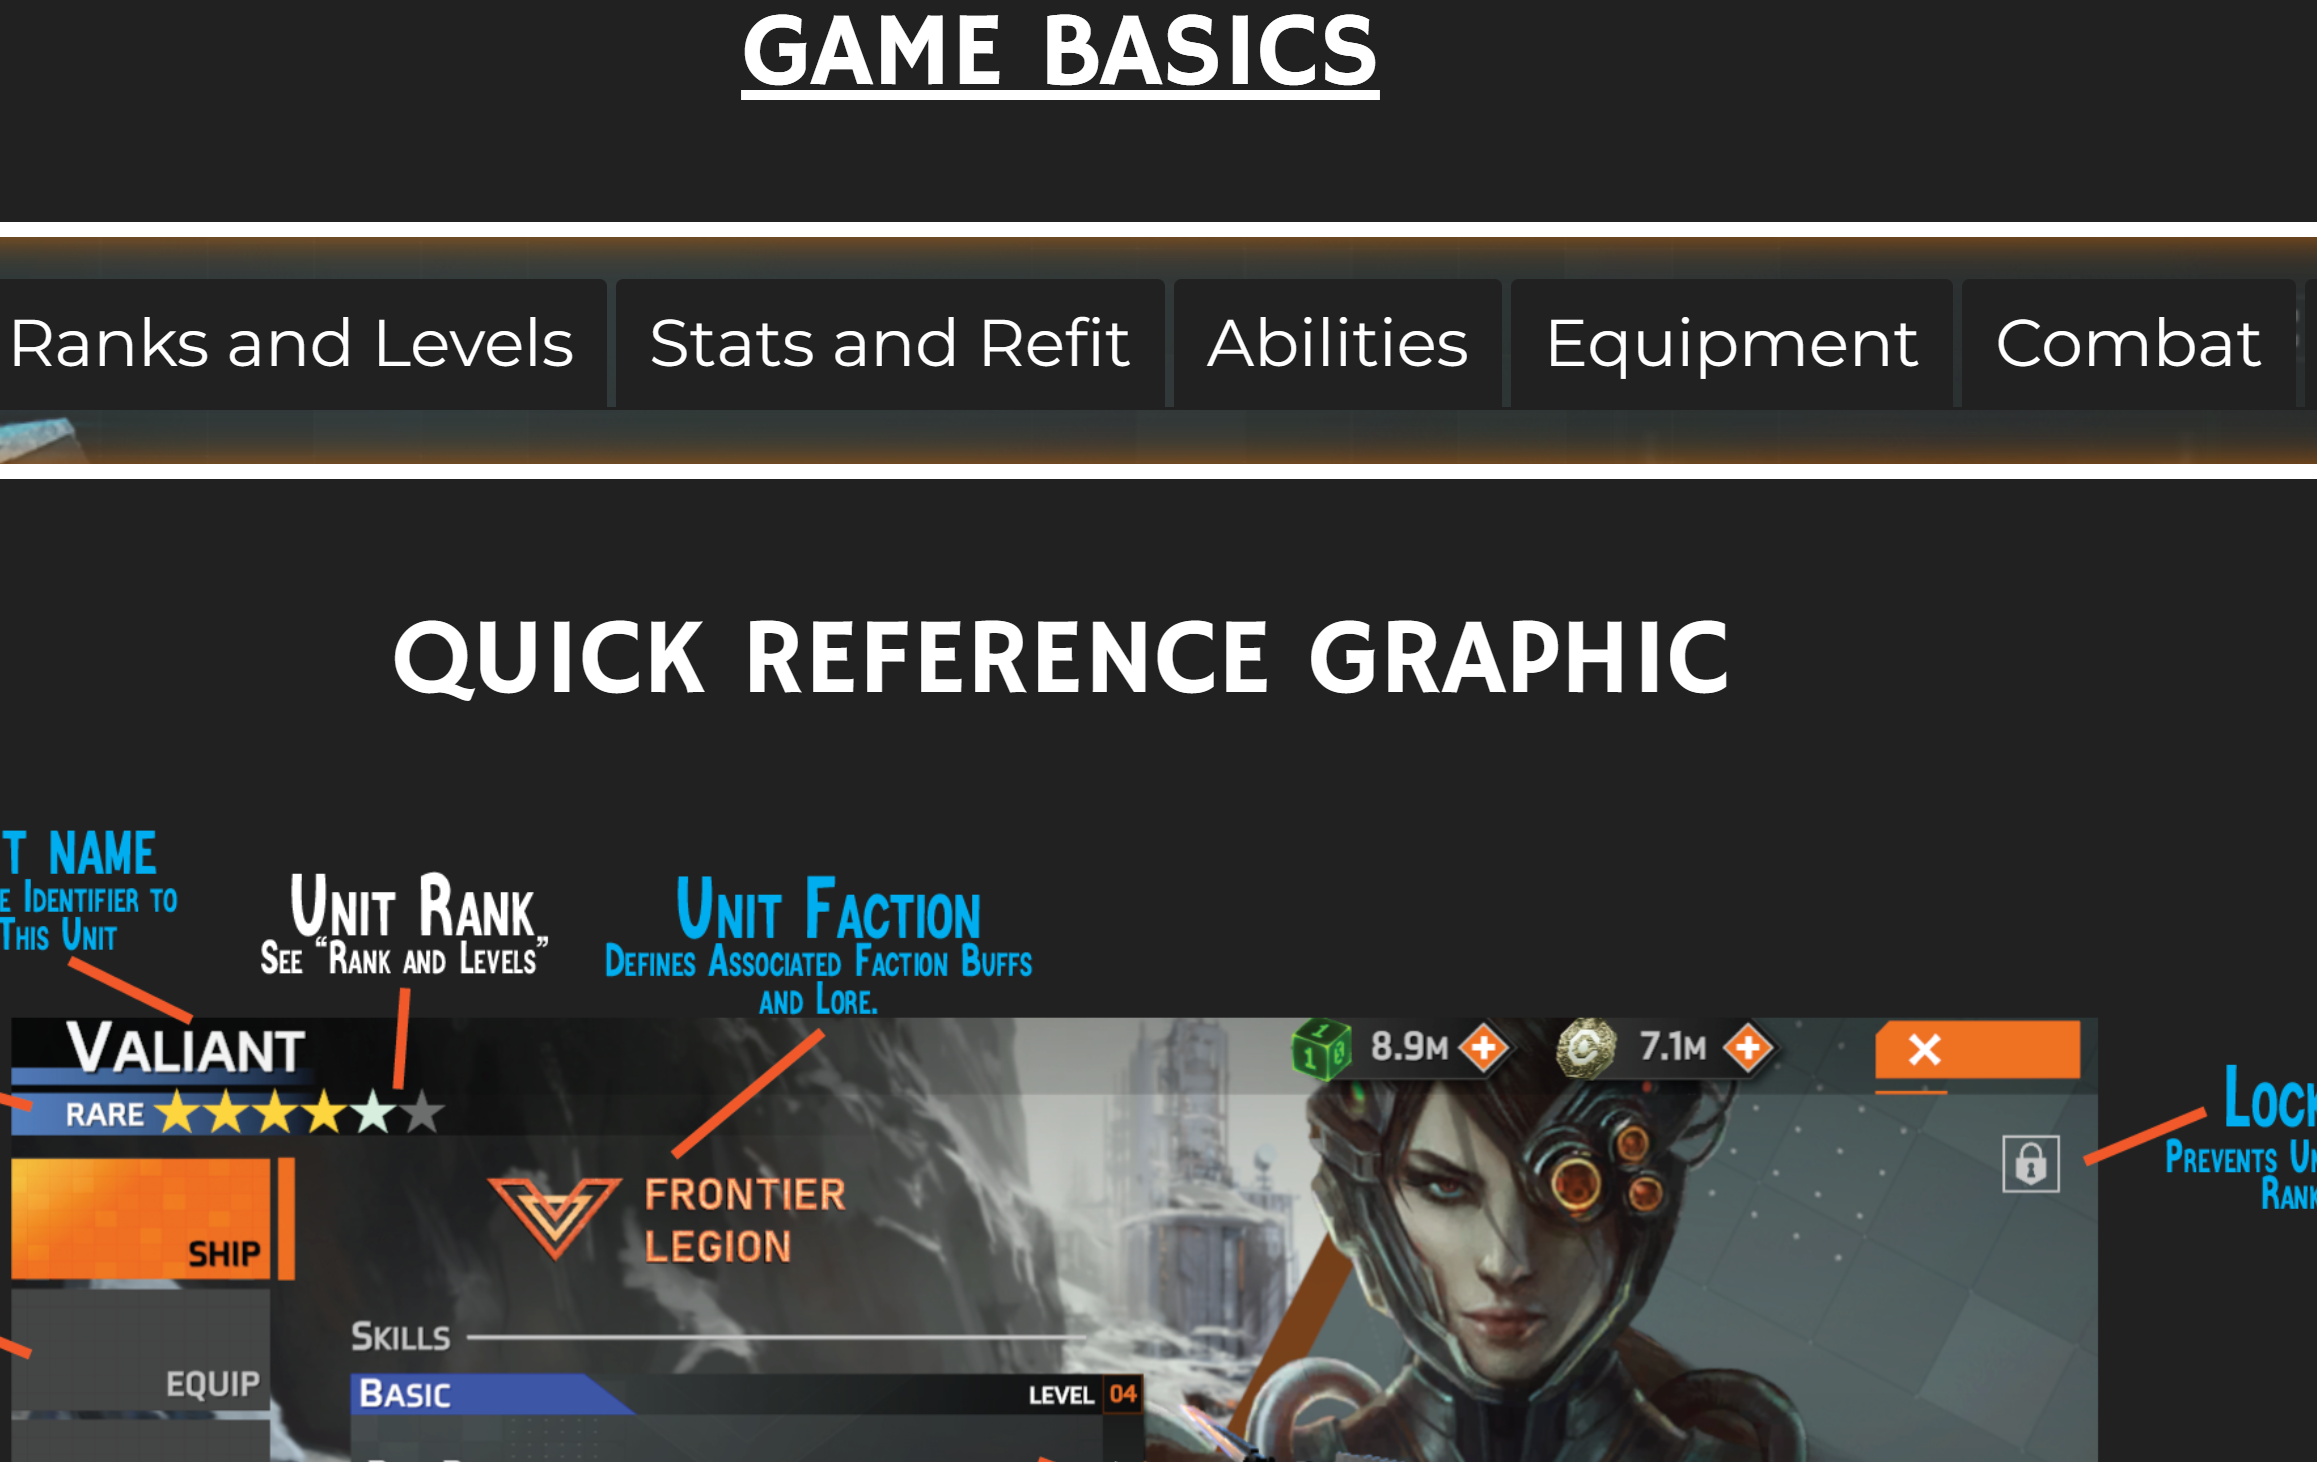 GAME BASICS
Ranks and Levels
Stats and Refit
Abilities
Equipment
Combat
QUICK REFERENCE GRAPHIC
T NAME
E IDENTIFIER TO
THIS UNIT
UNIT RANK
SEE "RANK AND LEVELS"
UNIT FACTION
DEFINES ASSOCIATED FACTION BUFFS
AND LORE.
VALIANT
8.9M
7.1M
RARE
LOCK
PREVENTS UN
RANK
FRONTIER
LEGION
SHIP
SKILLS
EQUIP
BASIC
LEVEL 04